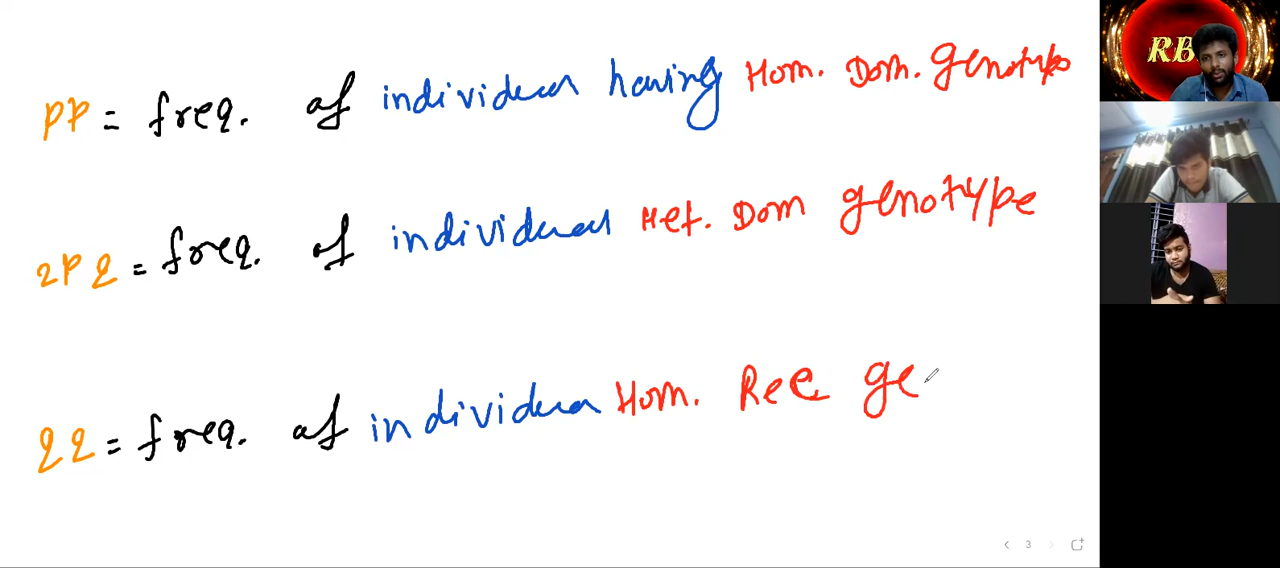 PP = freq. of individual having Hom. Dom. genotype
2Pq = freq. of individual Het. Dom genotype
qq = freq. of individual Hom. Rec. ge
3
RB